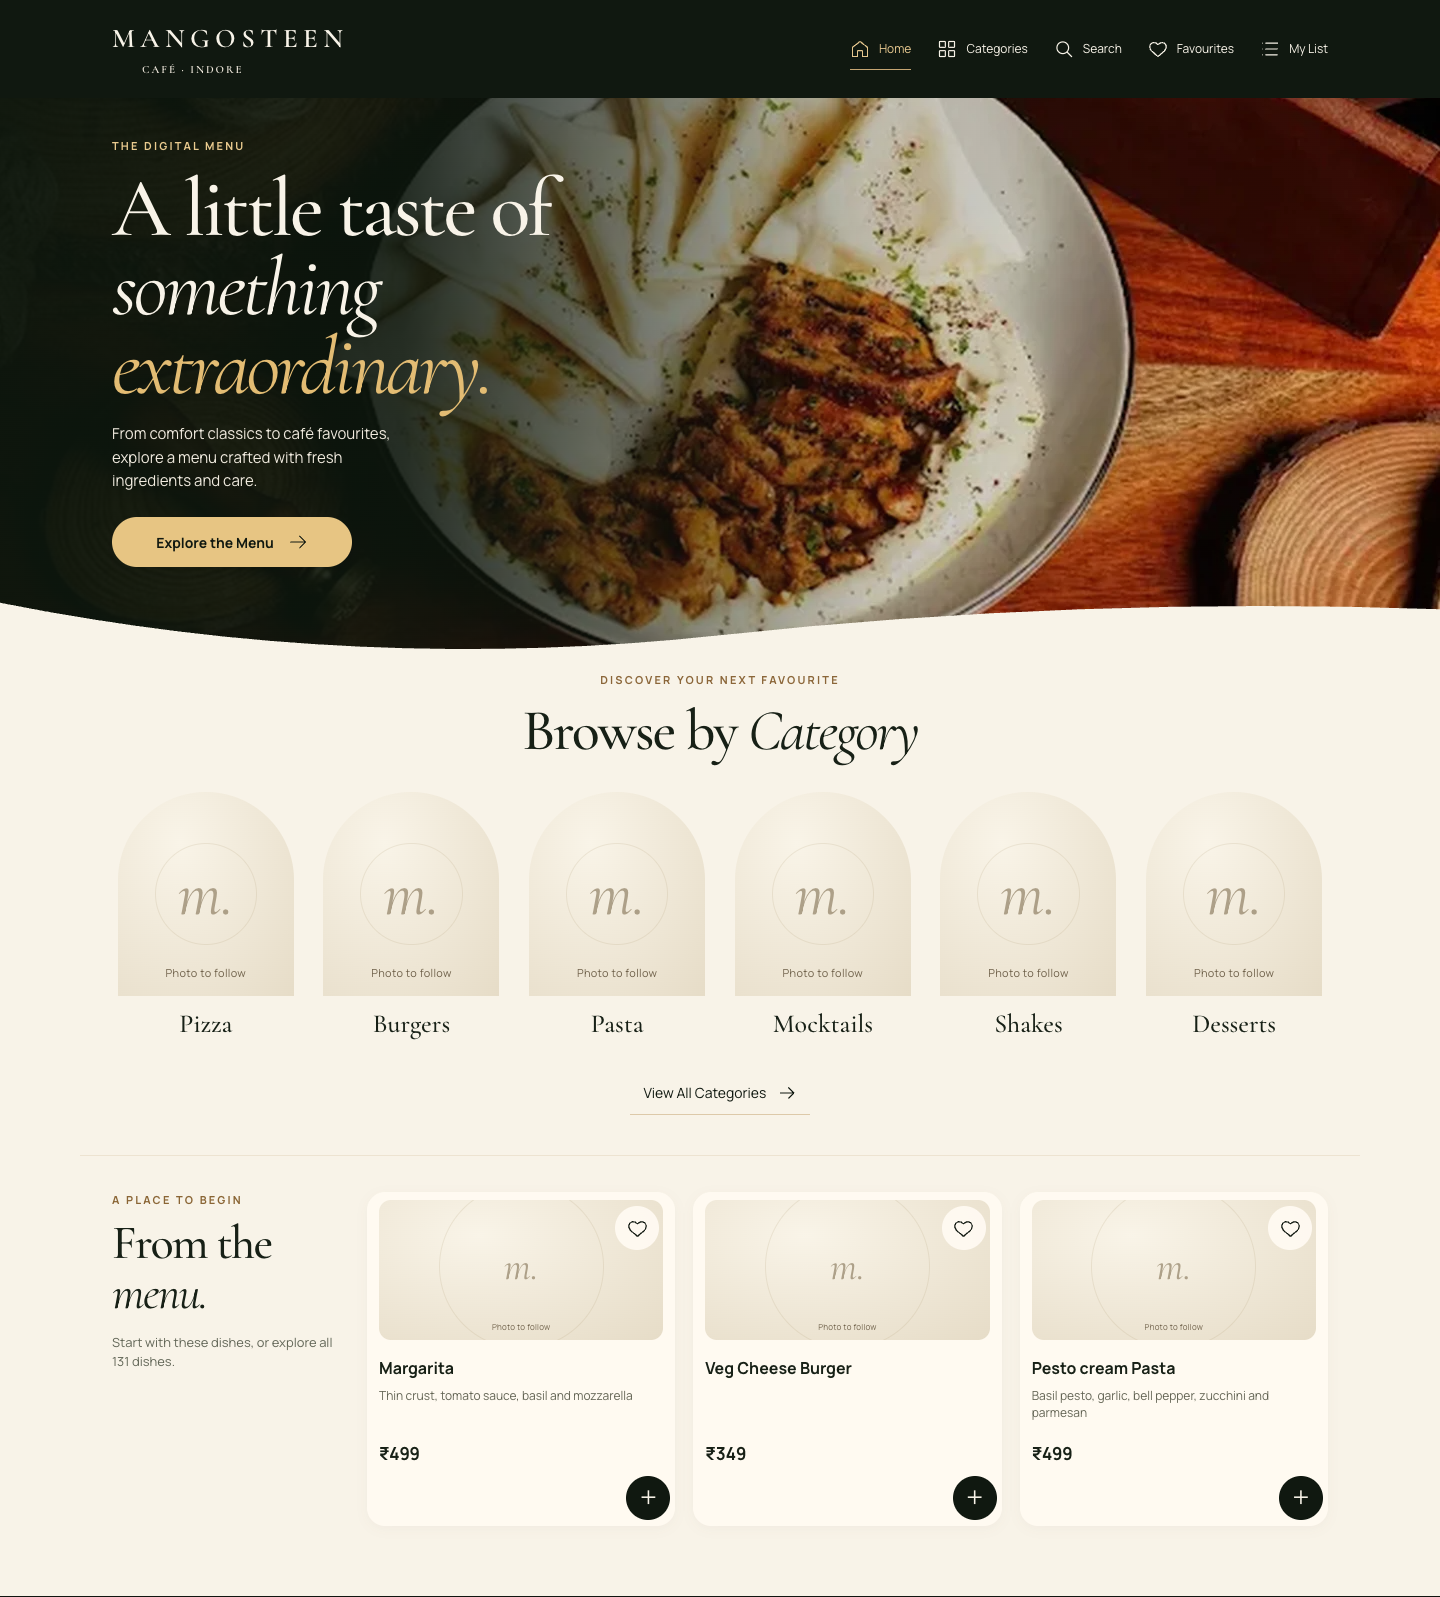 MANGOSTEEN
CAFÉ · INDORE
Home
Categories
Search
Favourites
My List
THE DIGITAL MENU
A little taste of
something
extraordinary.
From comfort classics to café favourites,
explore a menu crafted with fresh
ingredients and care.
Explore the Menu
DISCOVER YOUR NEXT FAVOURITE
Browse by Category
m.
m.
m.
m.
m.
m.
Photo to follow
Photo to follow
Photo to follow
Photo to follow
Photo to follow
Photo to follow
Pizza
Burgers
Pasta
Mocktails
Shakes
Desserts
View All Categories
A PLACE TO BEGIN
From the
menu.
Start with these dishes, or explore all
131 dishes.
m.
Photo to follow
Margarita
Thin crust, tomato sauce, basil and mozzarella
₹499
m.
Photo to follow
Veg Cheese Burger
₹349
m.
Photo to follow
Pesto cream Pasta
Basil pesto, garlic, bell pepper, zucchini and
parmesan
₹499